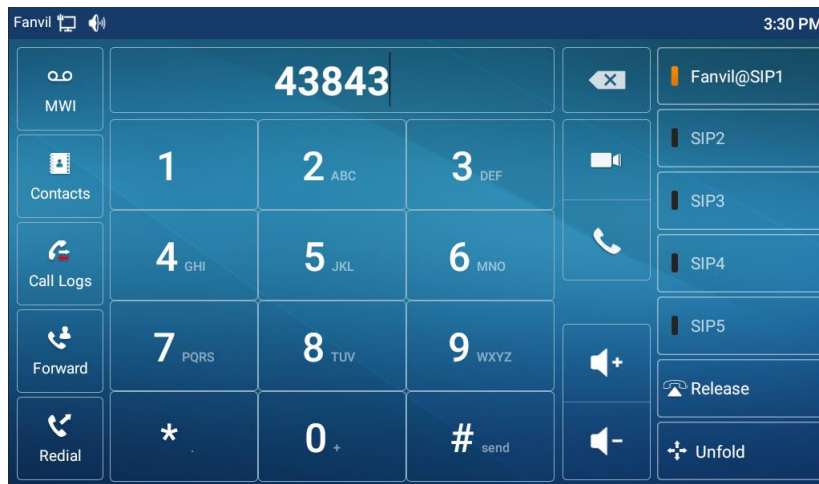 Fanvil
3:30 PM
MWI
Contacts
Call Logs
Forward
Redial
43843
1
2 ABC
3 DEF
4 GHI
5 JKL
6 MNO
7 PQRS
8 TUV
9 WXYZ
* .
0 +
# send
+
-
Fanvil@SIP1
SIP2
SIP3
SIP4
SIP5
Release
Unfold